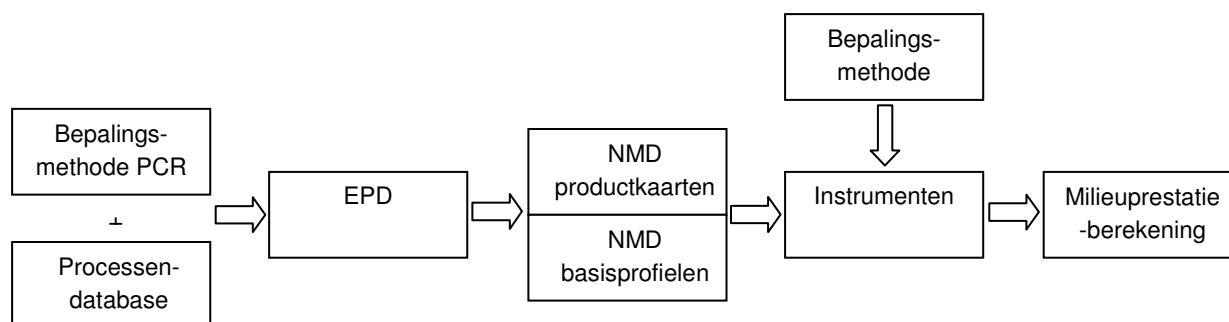 Bepalings-
methode PCR
+
Processen-
database
EPD
NMD
productkaarten
NMD
basisprofielen
Bepalings-
methode
Instrumenten
Milieuprestatie
-berekening